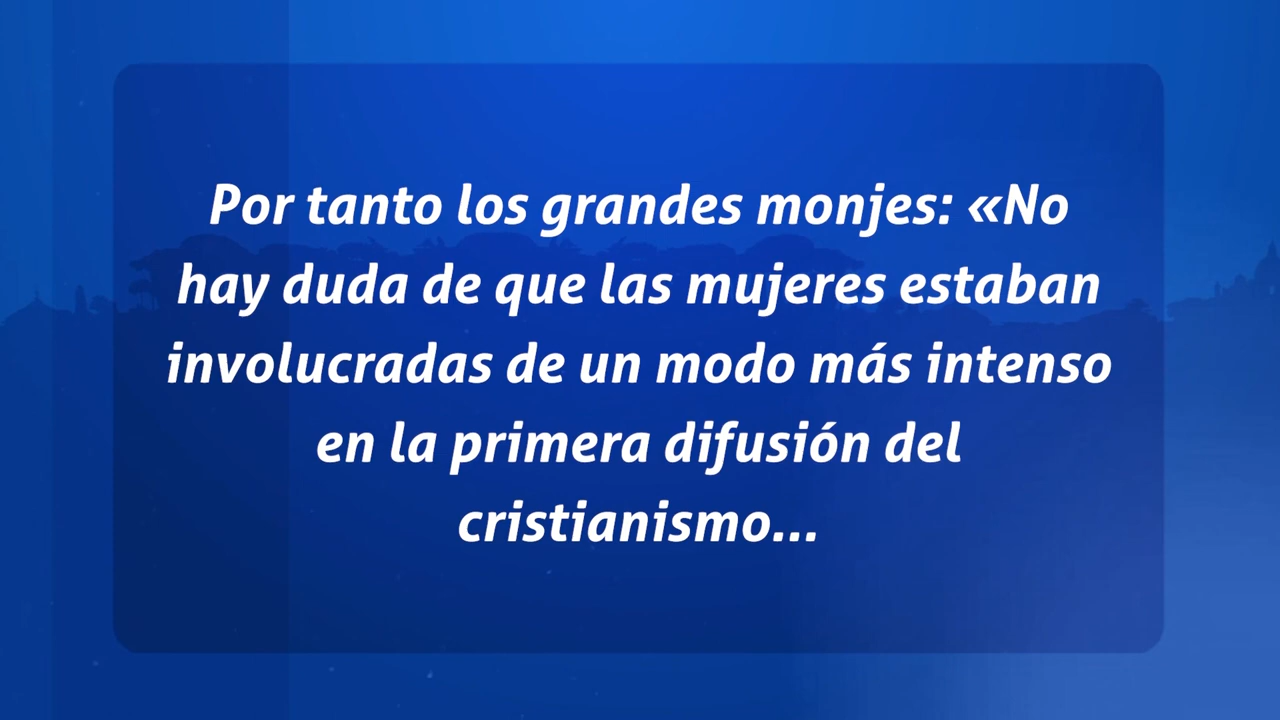 Por tanto los grandes monjes: «No
hay duda de que las mujeres estaban
involucradas de un modo más intenso
en la primera difusión del
cristianismo...